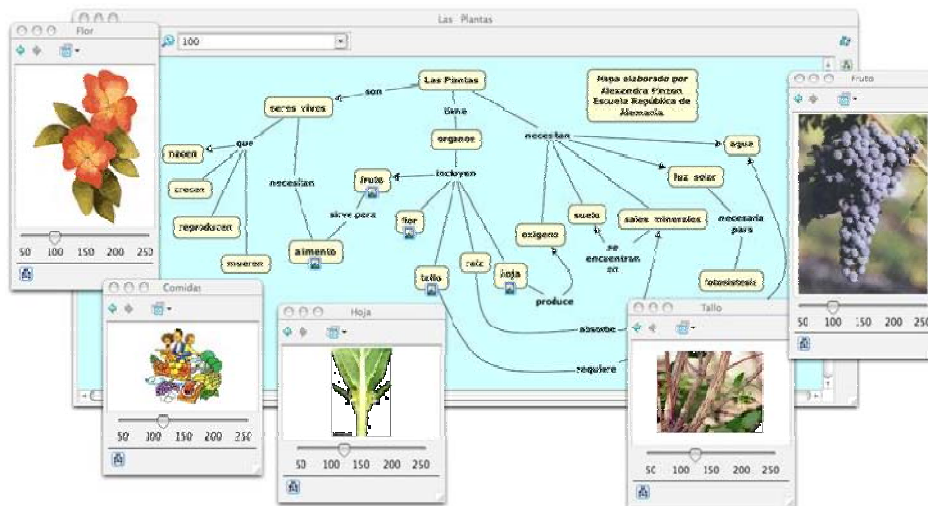 Las Plantas
Flor
100
50 100 150 200 250
Las Plantas
son
seres vivos
tiene
Mapa elaborado por
Alexandra Pinzon
Escuela República de
Alemania
Fruto
50 100 150 200 250
organos
necesitan
agua
que
nacen
incluyen
luz solar
crecen
necesitan
fruto
sirve para
flor
suelo
sales minerales
necesaria
para
reproducen
oxigeno
se
encuentran
en
alimento
mueren
tallo
raiz
hoja
fotosintesis
produce
absorbe
requiere
Comidas
50 100 150 200 250
Hoja
50 100 150 200 250
Tallo
50 100 150 200 250